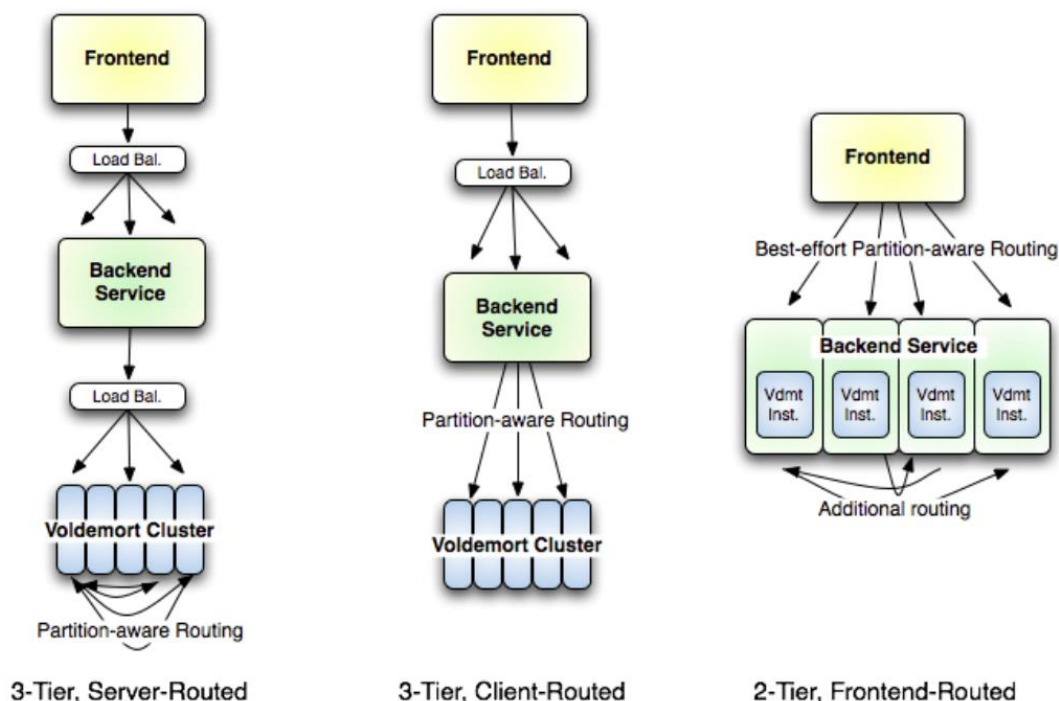 Frontend
Load Bal.
Backend
Service
Load Bal.
Voldemort Cluster
Partition-aware Routing
3-Tier, Server-Routed
Frontend
Load Bal.
Backend
Service
Partition-aware Routing
Voldemort Cluster
3-Tier, Client-Routed
Frontend
Best-effort Partition-aware Routing
Backend Service
Vdmt
Inst.
Vdmt
Inst.
Vdmt
Inst.
Vdmt
Inst.
Additional routing
2-Tier, Frontend-Routed